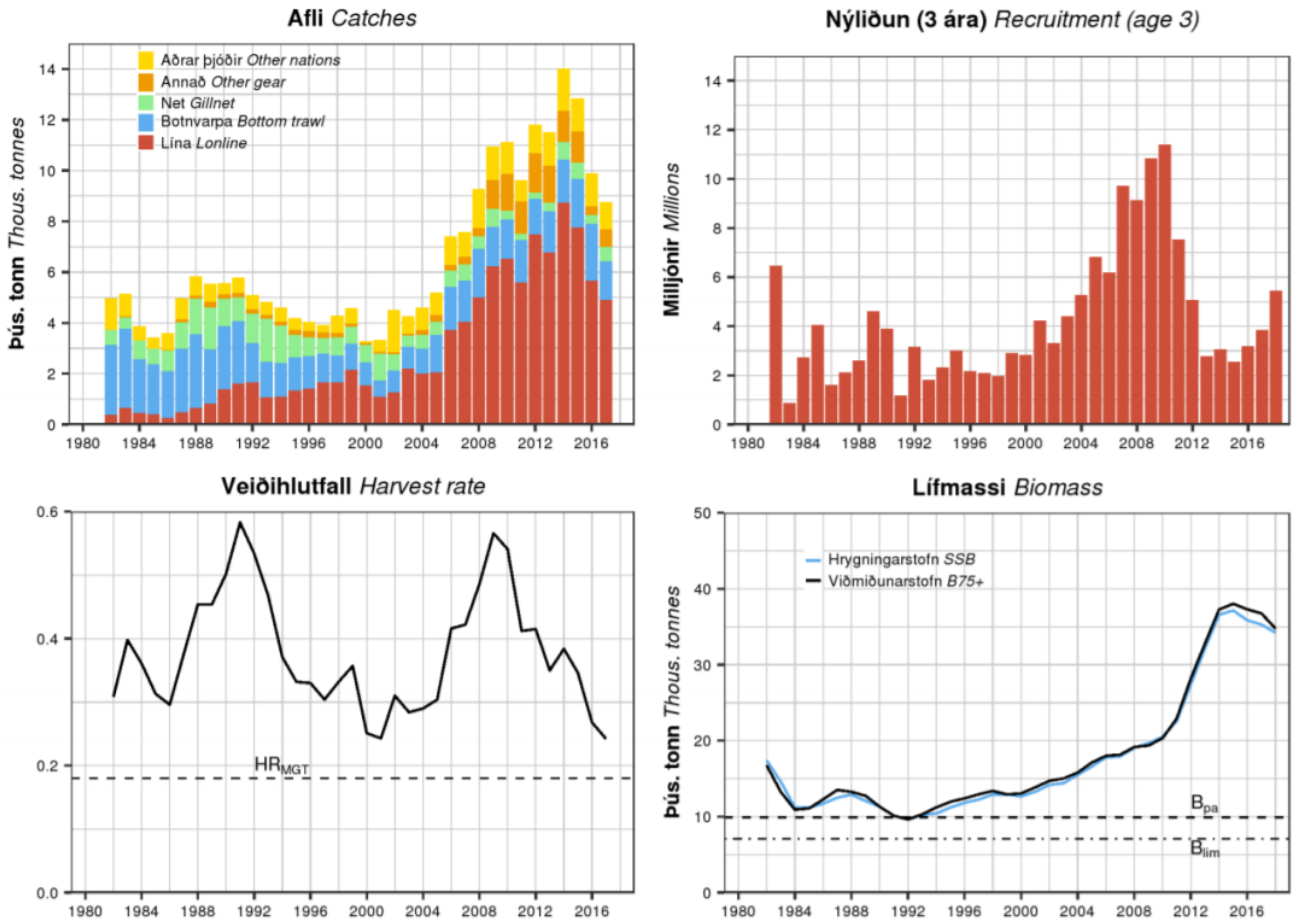 Afli Catches
Þús. tonn Thous. tonnes
14
12
10
8
6
4
2
0
Aðrar þjóðir Other nations
Annað Other gear
Net Gillnet
Botnvarpa Bottom trawl
Lína Lonline
1980 1984 1988 1992 1996 2000 2004 2008 2012 2016
Nýliðun (3 ára) Recruitment (age 3)
Milljónir Millions
14
12
10
8
6
4
2
0
1980 1984 1988 1992 1996 2000 2004 2008 2012 2016
Veiðihlutfall Harvest rate
0.6
0.4
0.2
0.0
HRMGT
1980 1984 1988 1992 1996 2000 2004 2008 2012 2016
Lífmassi Biomass
Þús. tonn Thous. tonnes
50
40
30
20
10
0
Hrygningarstofn SSB
Viðmiðunarstofn B75+
Bpa
Blim
1980 1984 1988 1992 1996 2000 2004 2008 2012 2016